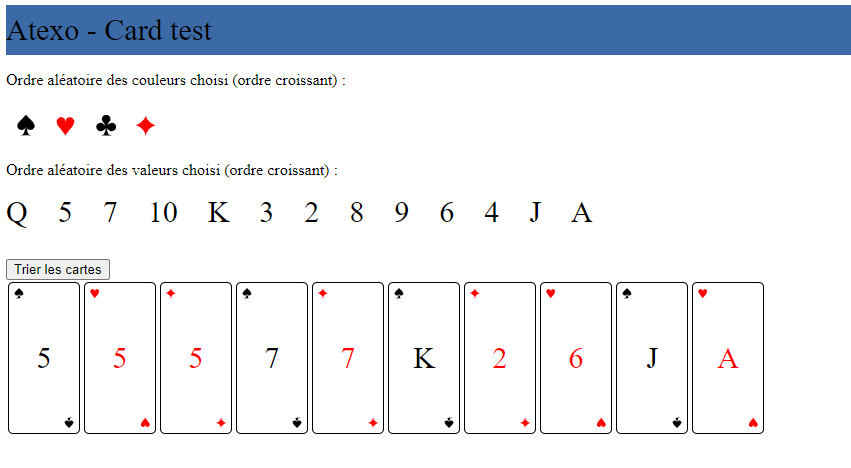 Atexo - Card test
Ordre aléatoire des couleurs choisi (ordre croissant) :
♠ ♥ ♣ ✦
Ordre aléatoire des valeurs choisi (ordre croissant) :
Q 5 7 10 K 3 2 8 9 6 4 J A
Trier les cartes
♠ ♥ ✦ ♠ ✦ ♠ ✦ ♥ ♠ ♥
5 5 5 7 7 K 2 6 J A
♠ ♥ ✦ ♠ ✦ ♠ ✦ ♥ ♠ ♥